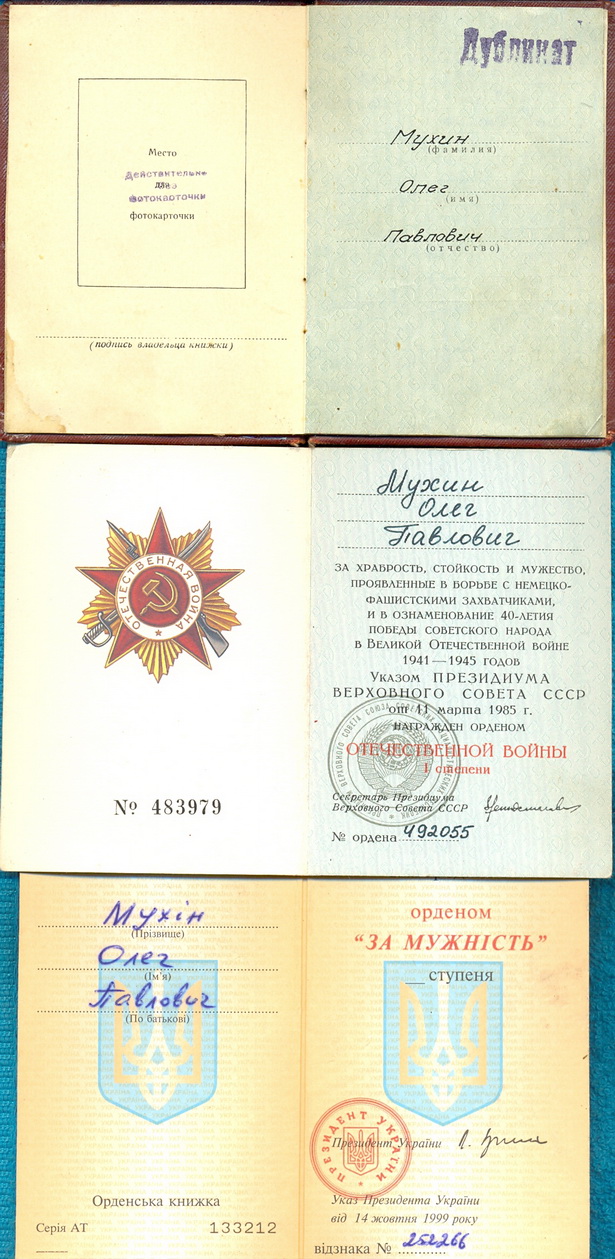 Дубликат
Место
Действительно
для
без
фотокарточки
фотокарточки
(подпись владельца книжки)
Мухин
(фамилия)
Олег
(имя)
Павлович
(отчество)
ОТЕЧЕСТВЕННАЯ ВОЙНА
№ 483979
Мухин
Олег
Павлович
ЗА ХРАБРОСТЬ, СТОЙКОСТЬ И МУЖЕСТВО,
ПРОЯВЛЕННЫЕ В БОРЬБЕ С НЕМЕЦКО-
ФАШИСТСКИМИ ЗАХВАТЧИКАМИ,
И В ОЗНАМЕНОВАНИЕ 40-ЛЕТИЯ
ПОБЕДЫ СОВЕТСКОГО НАРОДА
В ВЕЛИКОЙ ОТЕЧЕСТВЕННОЙ ВОЙНЕ
1941—1945 ГОДОВ
УКАЗОМ ПРЕЗИДИУМА
ВЕРХОВНОГО СОВЕТА СССР
от 11 марта 1985 г.
НАГРАЖДЕН ОРДЕНОМ
ОТЕЧЕСТВЕННОЙ ВОЙНЫ
I степени
Секретарь Президиума
Верховного Совета СССР
№ ордена 492055
Мухін
(Прізвище)
Олег
(Ім'я)
Павлович
(По батькові)
Орденська книжка
Серія АТ 133212
орденом
“ЗА МУЖНІСТЬ”
__ ступеня
ПРЕЗИДЕНТ УКРАЇНИ
Президент України
Указ Президента України
від 14 жовтня 1999 року
відзнака № 252266